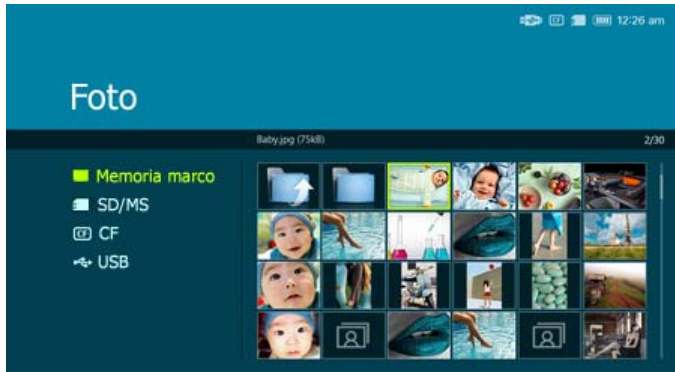 12:26 am
Foto
Baby.jpg (75kB) 2/30
Memoria marco
SD/MS
CF
USB